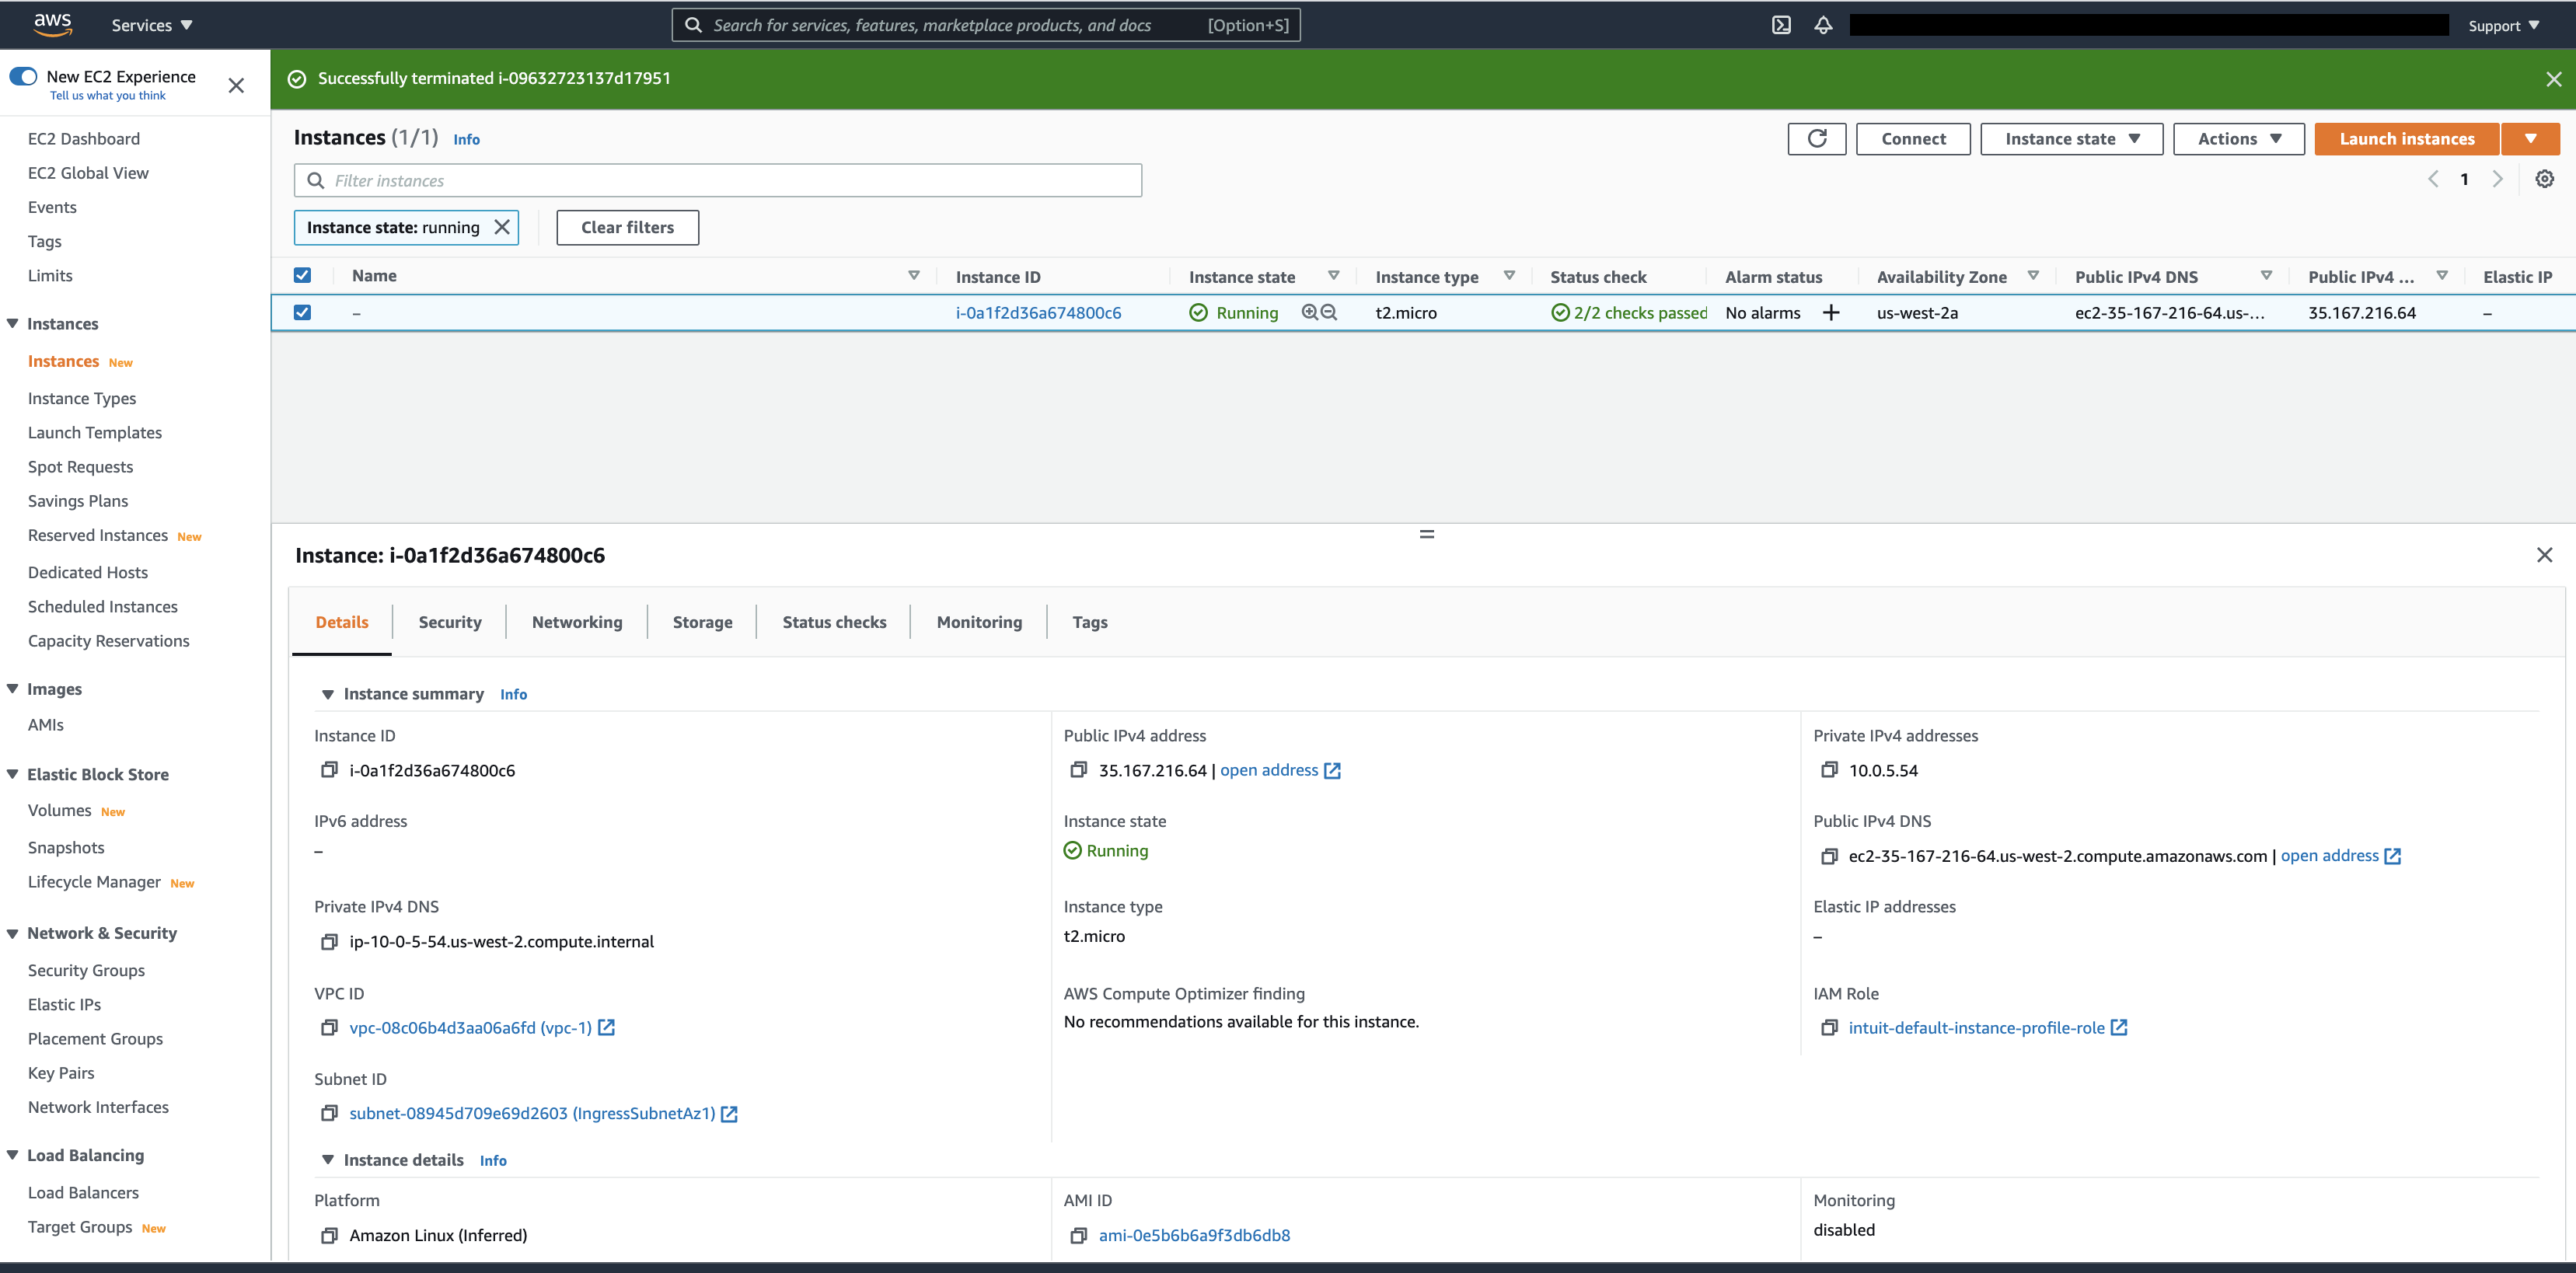 aws Services Search for services, features, marketplace products, and docs [Option+S] Support
New EC2 Experience
Tell us what you think
Successfully terminated i-09632723137d17951
EC2 Dashboard
EC2 Global View
Events
Tags
Limits
Instances
Instances New
Instance Types
Launch Templates
Spot Requests
Savings Plans
Reserved Instances New
Dedicated Hosts
Scheduled Instances
Capacity Reservations
Images
AMIs
Elastic Block Store
Volumes New
Snapshots
Lifecycle Manager New
Network & Security
Security Groups
Elastic IPs
Placement Groups
Key Pairs
Network Interfaces
Load Balancing
Load Balancers
Target Groups New
Instances (1/1) Info
Connect Instance state Actions Launch instances
Filter instances
1
Instance state: running Clear filters
Name Instance ID Instance state Instance type Status check Alarm status Availability Zone Public IPv4 DNS Public IPv4 ... Elastic IP
– i-0a1f2d36a674800c6 Running t2.micro 2/2 checks passed No alarms + us-west-2a ec2-35-167-216-64.us-... 35.167.216.64 –
Instance: i-0a1f2d36a674800c6
Details Security Networking Storage Status checks Monitoring Tags
Instance summary Info
Instance ID
i-0a1f2d36a674800c6
Public IPv4 address
35.167.216.64 | open address
Private IPv4 addresses
10.0.5.54
IPv6 address
–
Instance state
Running
Public IPv4 DNS
ec2-35-167-216-64.us-west-2.compute.amazonaws.com | open address
Private IPv4 DNS
ip-10-0-5-54.us-west-2.compute.internal
Instance type
t2.micro
Elastic IP addresses
–
VPC ID
vpc-08c06b4d3aa06a6fd (vpc-1)
AWS Compute Optimizer finding
No recommendations available for this instance.
IAM Role
intuit-default-instance-profile-role
Subnet ID
subnet-08945d709e69d2603 (IngressSubnetAz1)
Instance details Info
Platform
Amazon Linux (Inferred)
AMI ID
ami-0e5b6b6a9f3db6db8
Monitoring
disabled